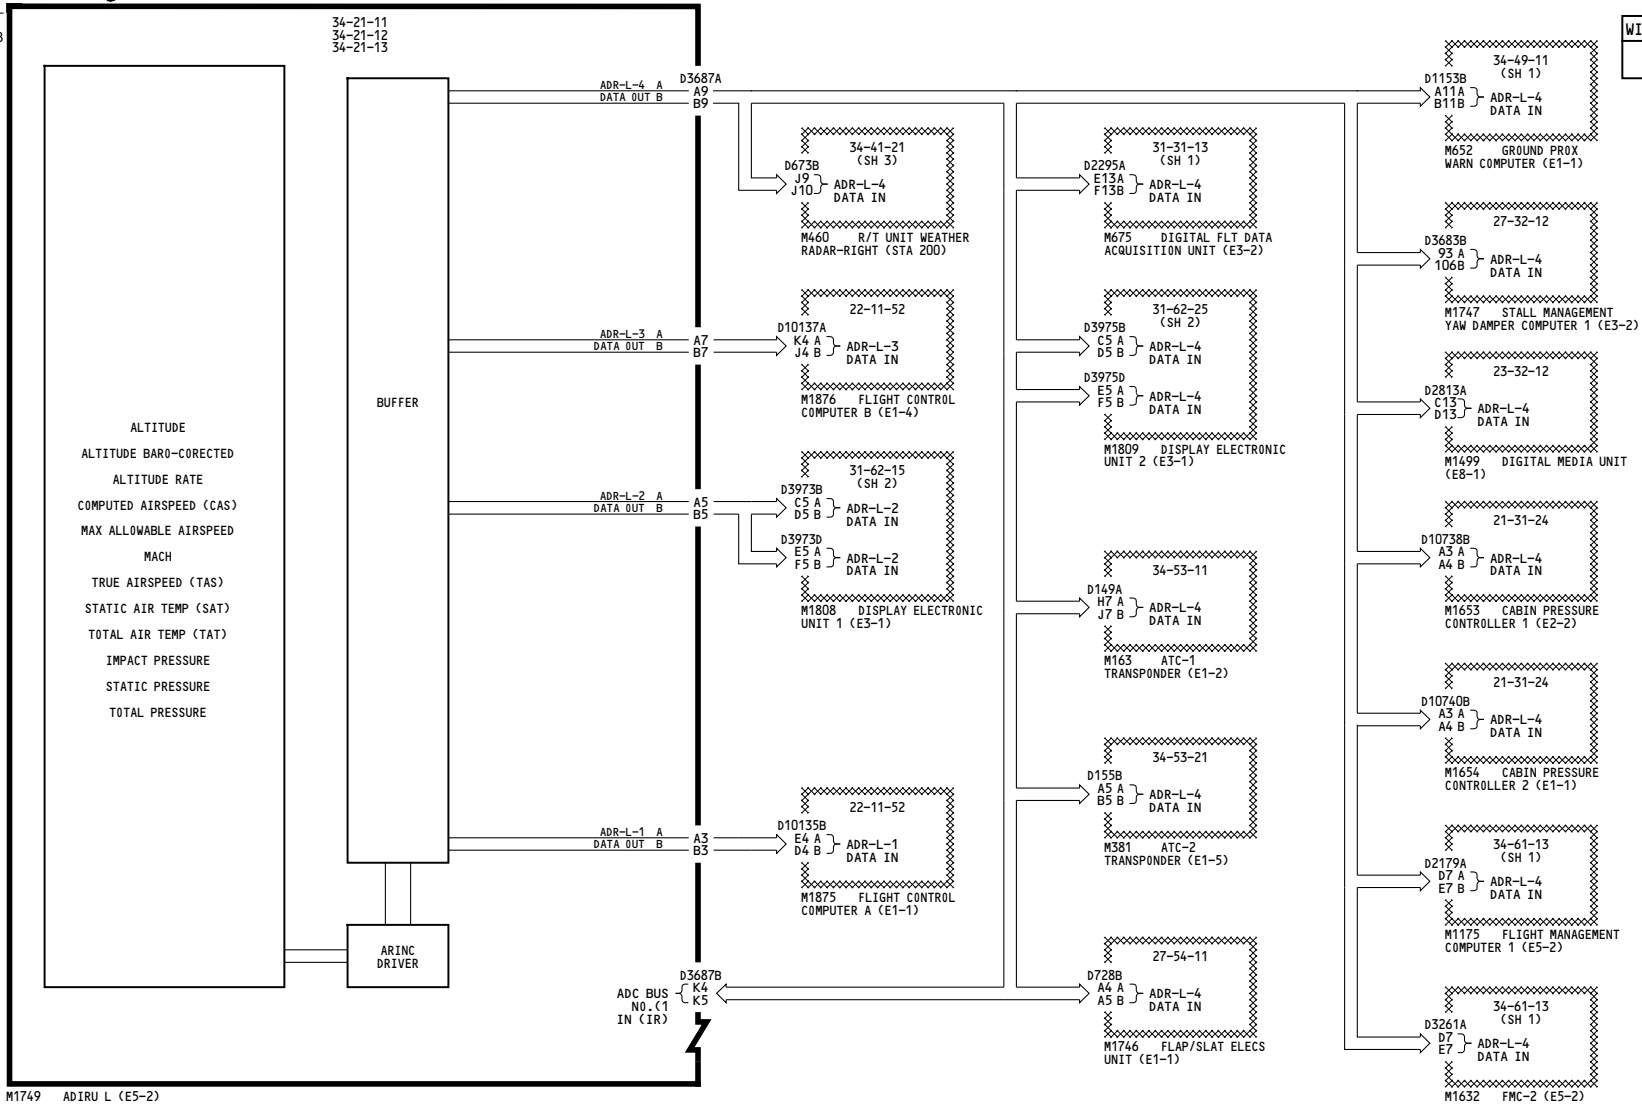 34-21-11
34-21-12
34-21-13
ALTITUDE
ALTITUDE BARO-CORECTED
ALTITUDE RATE
COMPUTED AIRSPEED (CAS)
MAX ALLOWABLE AIRSPEED
MACH
TRUE AIRSPEED (TAS)
STATIC AIR TEMP (SAT)
TOTAL AIR TEMP (TAT)
IMPACT PRESSURE
STATIC PRESSURE
TOTAL PRESSURE
BUFFER
ARINC
DRIVER
ADR-L-4 A
DATA OUT B
D3687A
A9
B9
ADR-L-3 A
DATA OUT B
A7
B7
ADR-L-2 A
DATA OUT B
A5
B5
ADR-L-1 A
DATA OUT B
A3
B3
D3687B
K4
K5
ADC BUS
NO.(1
IN (IR)
M1749 ADIRU L (E5-2)
34-41-21
(SH 3)
D673B
J9
J10
ADR-L-4
DATA IN
M460 R/T UNIT WEATHER
RADAR-RIGHT (STA 200)
22-11-52
D10137A
K4 A
J4 B
ADR-L-3
DATA IN
M1876 FLIGHT CONTROL
COMPUTER B (E1-4)
31-62-15
(SH 2)
D3973B
C5 A
D5 B
ADR-L-2
DATA IN
D3973D
E5 A
F5 B
ADR-L-2
DATA IN
M1808 DISPLAY ELECTRONIC
UNIT 1 (E3-1)
22-11-52
D10135B
E4 A
D4 B
ADR-L-1
DATA IN
M1875 FLIGHT CONTROL
COMPUTER A (E1-1)
31-31-13
(SH 1)
D2295A
E13A
F13B
ADR-L-4
DATA IN
M675 DIGITAL FLT DATA
ACQUISITION UNIT (E3-2)
31-62-25
(SH 2)
D3975B
C5 A
D5 B
ADR-L-4
DATA IN
D3975D
E5 A
F5 B
ADR-L-4
DATA IN
M1809 DISPLAY ELECTRONIC
UNIT 2 (E3-1)
34-53-11
D149A
H7 A
J7 B
ADR-L-4
DATA IN
M163 ATC-1
TRANSPONDER (E1-2)
34-53-21
D155B
A5 A
B5 B
ADR-L-4
DATA IN
M381 ATC-2
TRANSPONDER (E1-5)
27-54-11
D728B
A4 A
A5 B
ADR-L-4
DATA IN
M1746 FLAP/SLAT ELECS
UNIT (E1-1)
34-49-11
(SH 1)
D1153B
A11A
B11B
ADR-L-4
DATA IN
M652 GROUND PROX
WARN COMPUTER (E1-1)
27-32-12
D3683B
93 A
106B
ADR-L-4
DATA IN
M1747 STALL MANAGEMENT
YAW DAMPER COMPUTER 1 (E3-2)
23-32-12
D2813A
C13
D13
ADR-L-4
DATA IN
M1499 DIGITAL MEDIA UNIT
(E8-1)
21-31-24
D10738B
A3 A
A4 B
ADR-L-4
DATA IN
M1653 CABIN PRESSURE
CONTROLLER 1 (E2-2)
21-31-24
D10740B
A3 A
A4 B
ADR-L-4
DATA IN
M1654 CABIN PRESSURE
CONTROLLER 2 (E1-1)
34-61-13
(SH 1)
D2179A
D7 A
E7 B
ADR-L-4
DATA IN
M1175 FLIGHT MANAGEMENT
COMPUTER 1 (E5-2)
34-61-13
(SH 1)
D3261A
D7
E7
ADR-L-4
DATA IN
M1632 FMC-2 (E5-2)